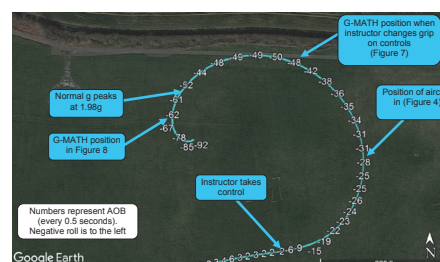 G-MATH position when
instructor changes grip
on controls
(Figure 7)
-48
-49
-49
-50
-48
-44
-42
-52
-38
Normal g peaks
at 1.98g
-61
-36
Position of airc
in (Figure 4)
-35
-62
-34
-67
-31
G-MATH position
in Figure 8
-78
-85
-92
-31
-28
-25
Instructor takes
control
-25
-26
-24
Numbers represent AOB
(every 0.5 seconds).
Negative roll is to the left
-23
-22
-19
-15
-9
-6
-2
N
Google Earth